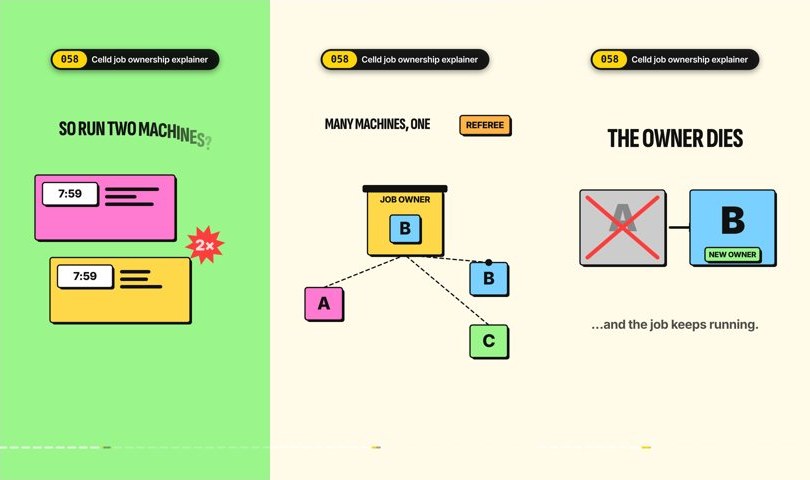 058 Celld job ownership explainer
SO RUN TWO MACHINES?
7:59
2x
7:59
058 Celld job ownership explainer
MANY MACHINES, ONE REFEREE
JOB OWNER
B
A
B
C
058 Celld job ownership explainer
THE OWNER DIES
A
B
NEW OWNER
...and the job keeps running.